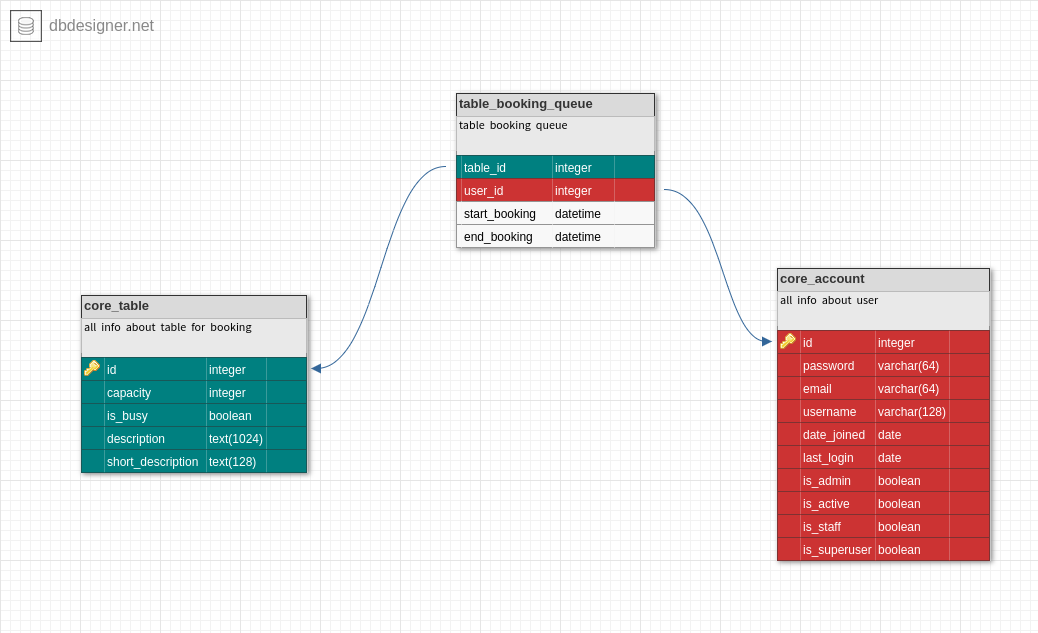 dbdesigner.net
table_booking_queue
table booking queue
table_id integer
user_id integer
start_booking datetime
end_booking datetime
core_table
all info about table for booking
id integer
capacity integer
is_busy boolean
description text(1024)
short_description text(128)
core_account
all info about user
id integer
password varchar(64)
email varchar(64)
username varchar(128)
date_joined date
last_login date
is_admin boolean
is_active boolean
is_staff boolean
is_superuser boolean